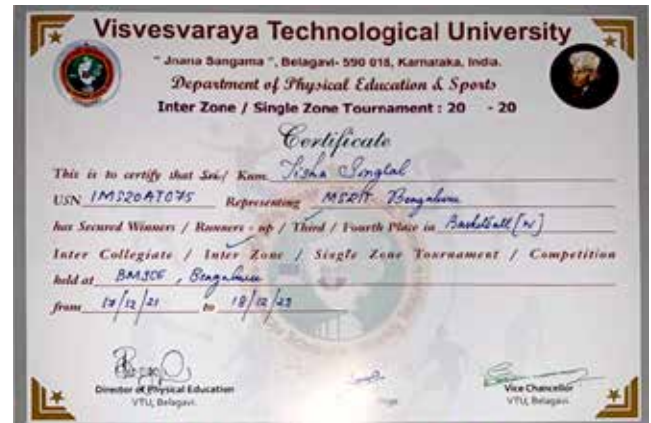 Visvesvaraya Technological University
" Jnana Sangama ", Belagavi- 590 018, Karnataka, India.
Department of Physical Education & Sports
Inter Zone / Single Zone Tournament : 20 - 20
Certificate
This is to certify that Sri./ Kum. Tisha Singhal
USN 1MS20AT075 Representing MSRIT Bengaluru
has Secured Winners / Runners - up / Third / Fourth Place in Basketball [W]
Inter Collegiate / Inter Zone / Single Zone Tournament / Competition
held at BMSCE , Bengaluru
from 17/12/21 to 18/12/23
Director of Physical Education
VTU, Belagavi.
Vice Chancellor
VTU, Belagavi